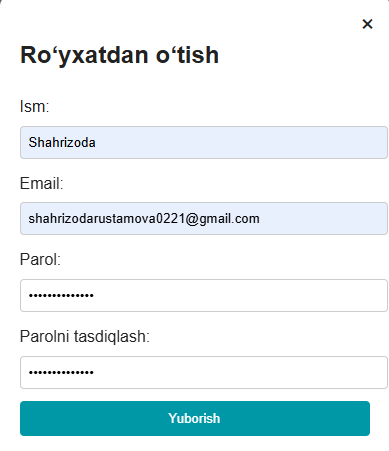 ×
Ro‘yxatdan o‘tish
Ism:
Shahrizoda
Email:
shahrizodarustamova0221@gmail.com
Parol:
••••••••••••••
Parolni tasdiqlash:
••••••••••••••
Yuborish